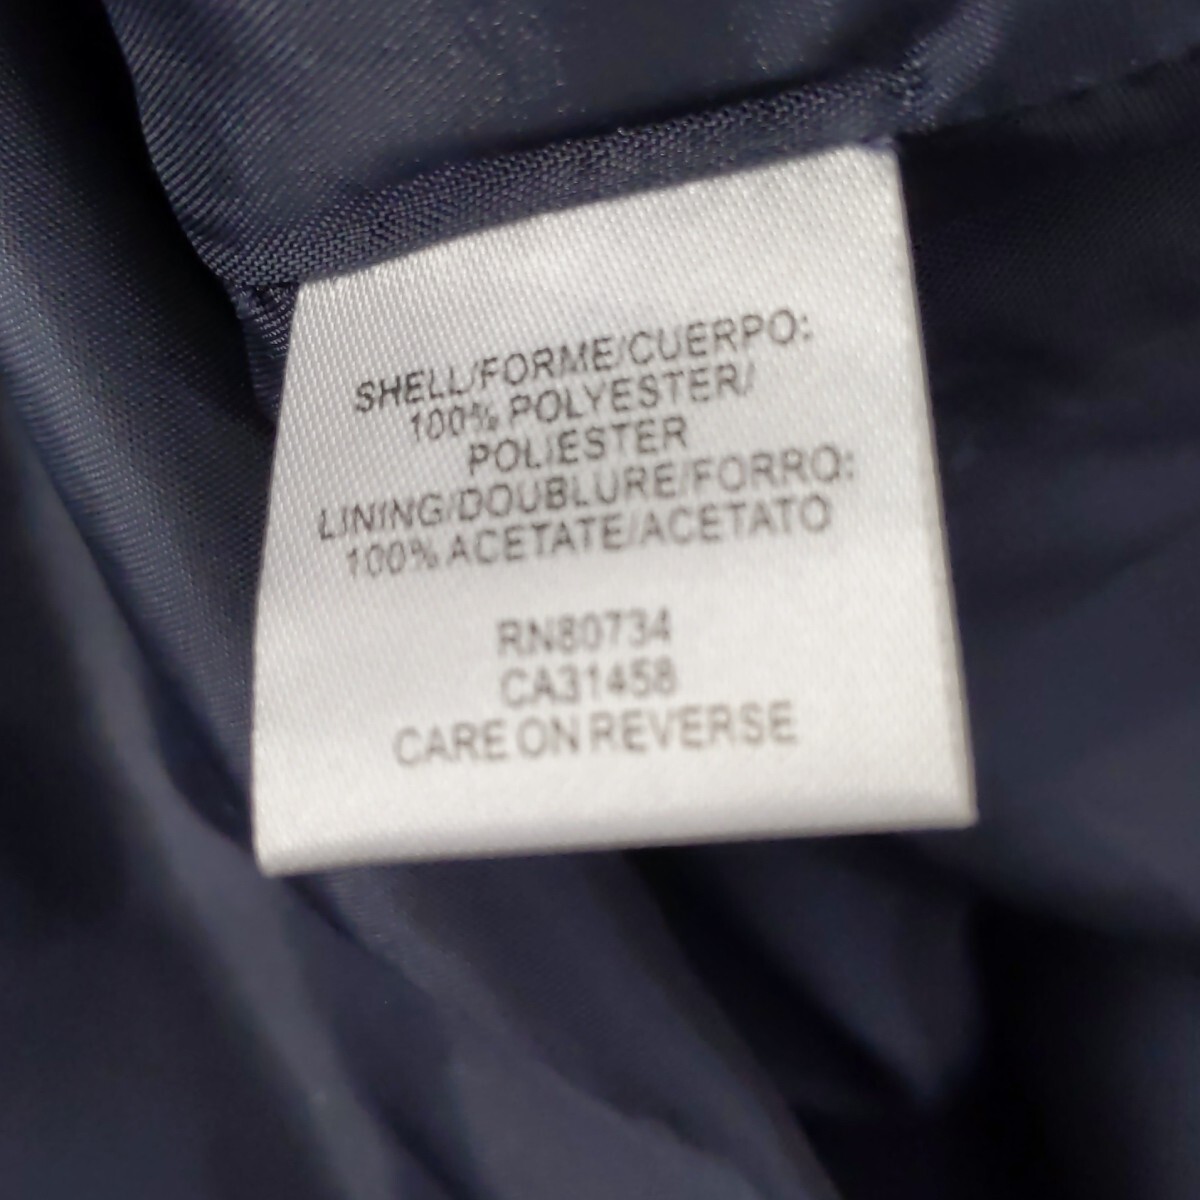 SHELL/FORME/CUERPO:
100% POLYESTER/
POLIESTER
LINING/DOUBLURE/FORRO:
100% ACETATE/ACETATO
RN80734
CA31458
CARE ON REVERSE